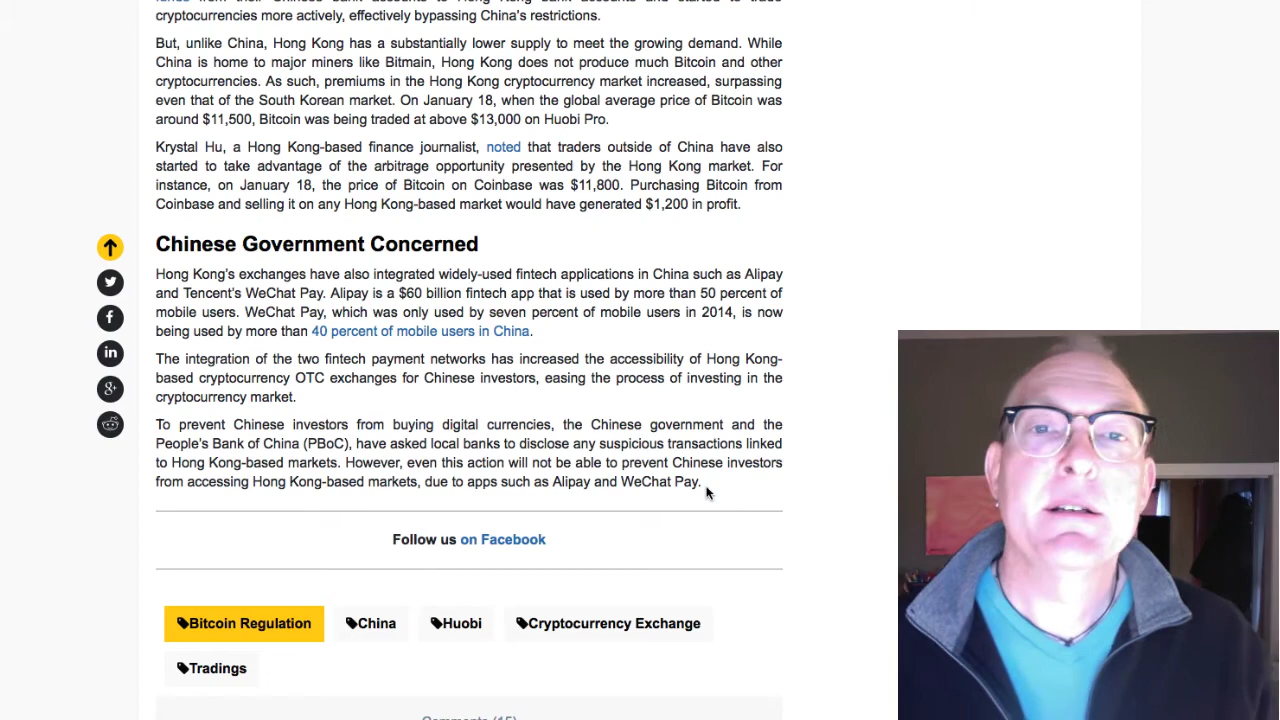 cryptocurrencies more actively, effectively bypassing China's restrictions.
But, unlike China, Hong Kong has a substantially lower supply to meet the growing demand. While
China is home to major miners like Bitmain, Hong Kong does not produce much Bitcoin and other
cryptocurrencies. As such, premiums in the Hong Kong cryptocurrency market increased, surpassing
even that of the South Korean market. On January 18, when the global average price of Bitcoin was
around $11,500, Bitcoin was being traded at above $13,000 on Huobi Pro.
Krystal Hu, a Hong Kong-based finance journalist, noted that traders outside of China have also
started to take advantage of the arbitrage opportunity presented by the Hong Kong market. For
instance, on January 18, the price of Bitcoin on Coinbase was $11,800. Purchasing Bitcoin from
Coinbase and selling it on any Hong Kong-based market would have generated $1,200 in profit.
Chinese Government Concerned
Hong Kong's exchanges have also integrated widely-used fintech applications in China such as Alipay
and Tencent's WeChat Pay. Alipay is a $60 billion fintech app that is used by more than 50 percent of
mobile users. WeChat Pay, which was only used by seven percent of mobile users in 2014, is now
being used by more than 40 percent of mobile users in China.
The integration of the two fintech payment networks has increased the accessibility of Hong Kong-
based cryptocurrency OTC exchanges for Chinese investors, easing the process of investing in the
cryptocurrency market.
To prevent Chinese investors from buying digital currencies, the Chinese government and the
People's Bank of China (PBoC), have asked local banks to disclose any suspicious transactions linked
to Hong Kong-based markets. However, even this action will not be able to prevent Chinese investors
from accessing Hong Kong-based markets, due to apps such as Alipay and WeChat Pay.
Follow us on Facebook
Bitcoin Regulation China Huobi Cryptocurrency Exchange
Tradings